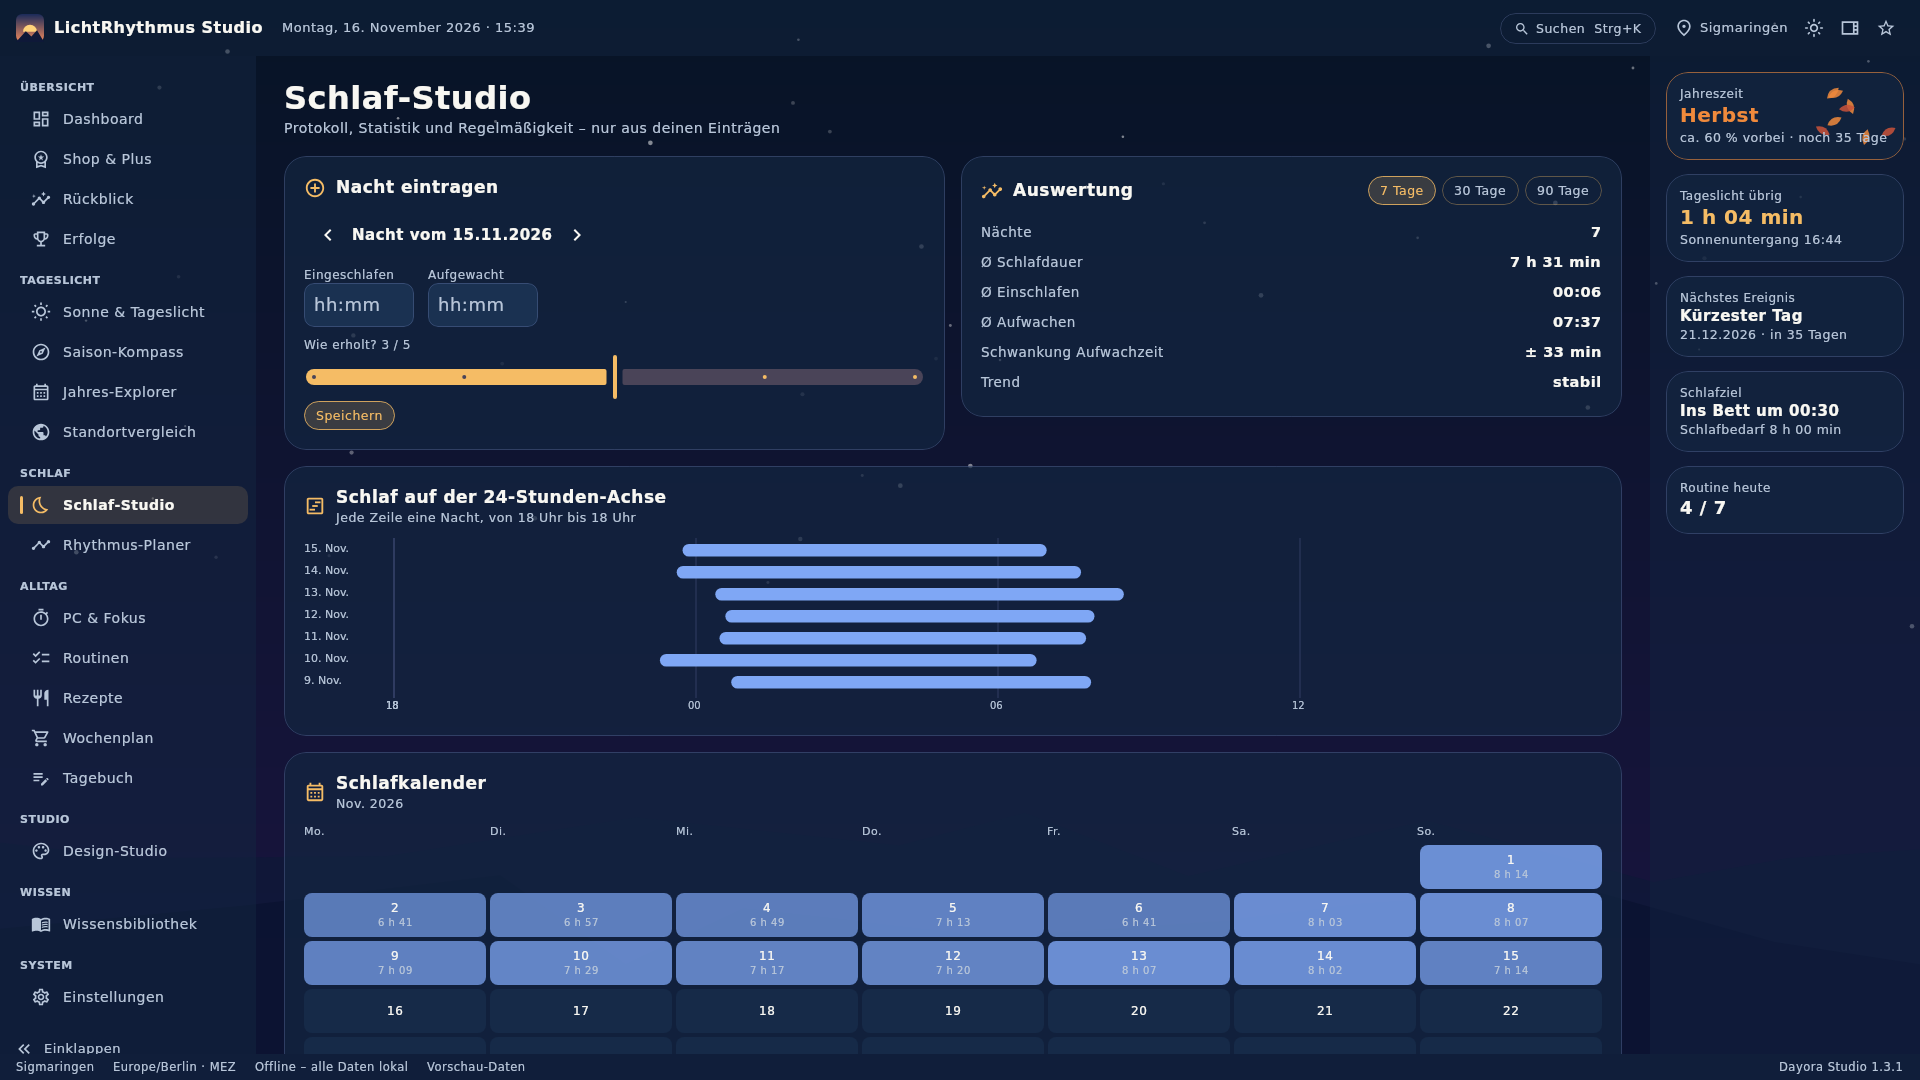 LichtRhythmus Studio
Montag, 16. November 2026 · 15:39
Suchen Strg+K
Sigmaringen
ÜBERSICHT
Dashboard
Shop & Plus
Rückblick
Erfolge
TAGESLICHT
Sonne & Tageslicht
Saison-Kompass
Jahres-Explorer
Standortvergleich
SCHLAF
Schlaf-Studio
Rhythmus-Planer
ALLTAG
PC & Fokus
Routinen
Rezepte
Wochenplan
Tagebuch
STUDIO
Design-Studio
WISSEN
Wissensbibliothek
SYSTEM
Einstellungen
Einklappen
Schlaf-Studio
Protokoll, Statistik und Regelmäßigkeit – nur aus deinen Einträgen
Nacht eintragen
Nacht vom 15.11.2026
Eingeschlafen Aufgewacht
hh:mm hh:mm
Wie erholt? 3 / 5
Speichern
Auswertung
7 Tage 30 Tage 90 Tage
Nächte 7
Ø Schlafdauer 7 h 31 min
Ø Einschlafen 00:06
Ø Aufwachen 07:37
Schwankung Aufwachzeit ± 33 min
Trend stabil
Schlaf auf der 24-Stunden-Achse
Jede Zeile eine Nacht, von 18 Uhr bis 18 Uhr
15. Nov.
14. Nov.
13. Nov.
12. Nov.
11. Nov.
10. Nov.
9. Nov.
18 00 06 12
Schlafkalender
Nov. 2026
Mo. Di. Mi. Do. Fr. Sa. So.
1
8 h 14
2 3 4 5 6 7 8
6 h 41 6 h 57 6 h 49 7 h 13 6 h 41 8 h 03 8 h 07
9 10 11 12 13 14 15
7 h 09 7 h 29 7 h 17 7 h 20 8 h 07 8 h 02 7 h 14
16 17 18 19 20 21 22
Jahreszeit
Herbst
ca. 60 % vorbei · noch 35 Tage
Tageslicht übrig
1 h 04 min
Sonnenuntergang 16:44
Nächstes Ereignis
Kürzester Tag
21.12.2026 · in 35 Tagen
Schlafziel
Ins Bett um 00:30
Schlafbedarf 8 h 00 min
Routine heute
4 / 7
Sigmaringen Europe/Berlin · MEZ Offline – alle Daten lokal Vorschau-Daten
Dayora Studio 1.3.1